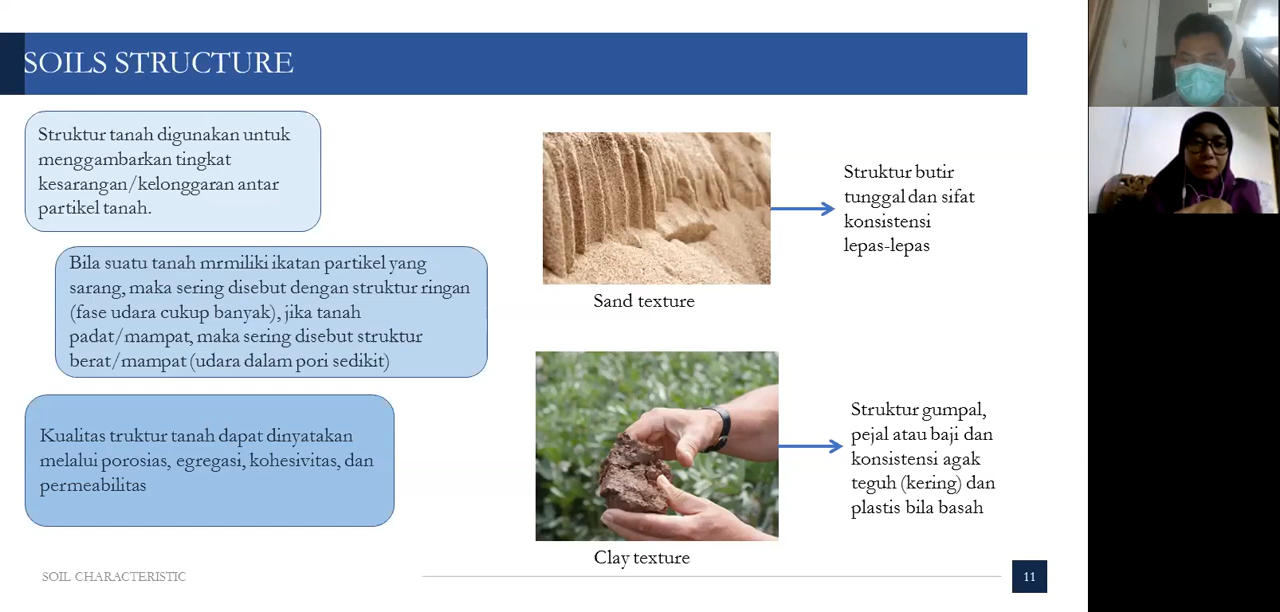 SOILS STRUCTURE
Struktur tanah digunakan untuk
menggambarkan tingkat
kesarangan/kelonggaran antar
partikel tanah.
Bila suatu tanah mrmiliki ikatan partikel yang
sarang, maka sering disebut dengan struktur ringan
(fase udara cukup banyak), jika tanah
padat/mampat, maka sering disebut struktur
berat/mampat (udara dalam pori sedikit)
Kualitas truktur tanah dapat dinyatakan
melalui porosias, egregasi, kohesivitas, dan
permeabilitas
Struktur butir
tunggal dan sifat
konsistensi
lepas-lepas
Sand texture
Struktur gumpal,
pejal atau baji dan
konsistensi agak
teguh (kering) dan
plastis bila basah
Clay texture
SOIL CHARACTERISTIC
11